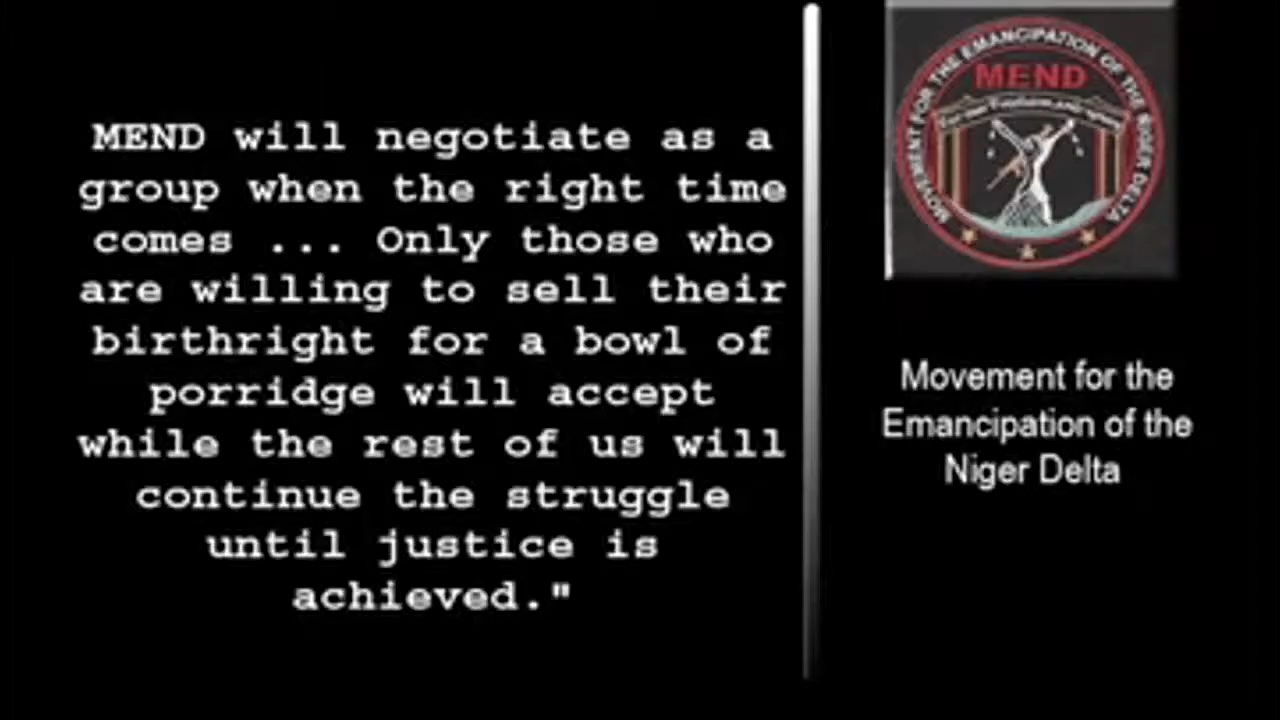 MEND will negotiate as a
group when the right time
comes ... Only those who
are willing to sell their
birthright for a bowl of
porridge will accept
while the rest of us will
continue the struggle
until justice is
achieved."
MOVEMENT FOR THE EMANCIPATION OF THE NIGER DELTA
MEND
Movement for the
Emancipation of the
Niger Delta